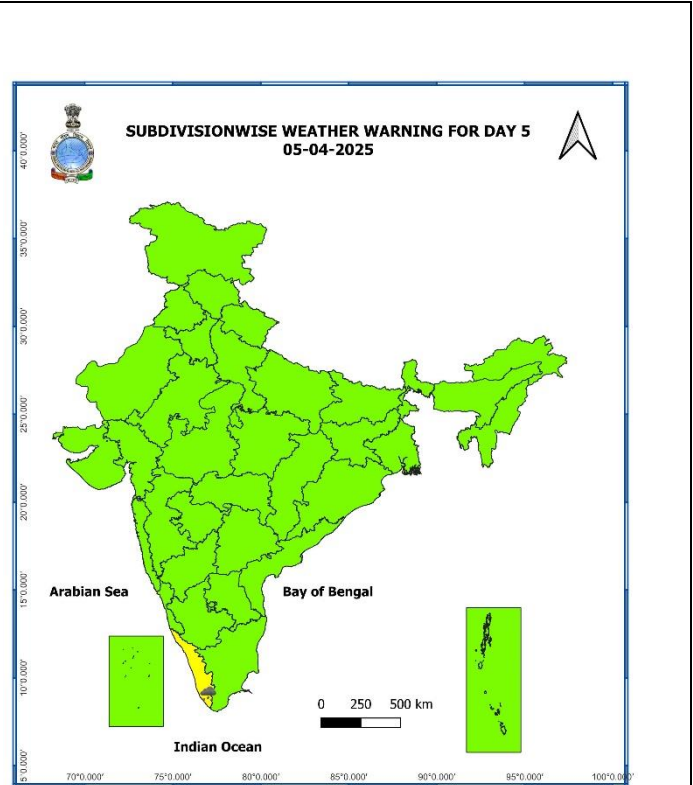 SUBDIVISIONWISE WEATHER WARNING FOR DAY 5
05-04-2025
40°0.000'
35°0.000'
30°0.000'
25°0.000'
20°0.000'
15°0.000'
10°0.000'
5°0.000'
Arabian Sea
Bay of Bengal
0 250 500 km
Indian Ocean
70°0.000' 75°0.000' 80°0.000' 85°0.000' 90°0.000' 95°0.000' 100°0.000'